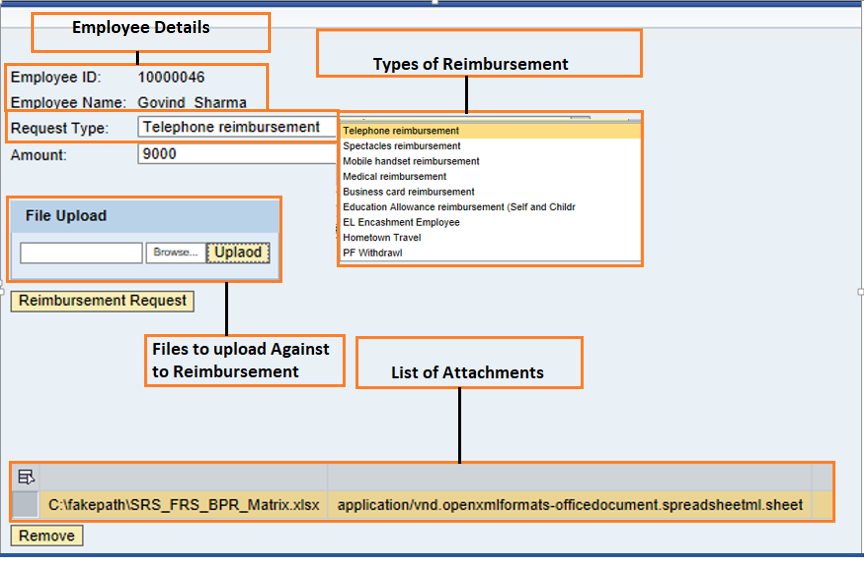 Employee Details
Types of Reimbursement
Employee ID: 10000046
Employee Name: Govind Sharma
Request Type: Telephone reimbursement
Amount: 9000
Telephone reimbursement
Spectacles reimbursement
Mobile handset reimbursement
Medical reimbursement
Business card reimbursement
Education Allowance reimbursement (Self and Childr
EL Encashment Employee
Hometown Travel
PF Withdrawl
File Upload
Browse... Uplaod
Reimbursement Request
Files to upload Against
to Reimbursement
List of Attachments
C:\fakepath\SRS_FRS_BPR_Matrix.xlsx application/vnd.openxmlformats-officedocument.spreadsheetml.sheet
Remove